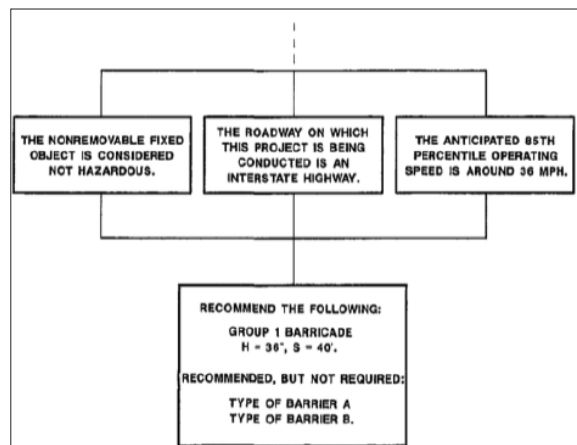 THE NONREMOVABLE FIXED
OBJECT IS CONSIDERED
NOT HAZARDOUS.
THE ROADWAY ON WHICH
THIS PROJECT IS BEING
CONDUCTED IS AN
INTERSTATE HIGHWAY.
THE ANTICIPATED 85TH
PERCENTILE OPERATING
SPEED IS AROUND 36 MPH.
RECOMMEND THE FOLLOWING:
GROUP 1 BARRICADE
H = 36", S = 40'.
RECOMMENDED, BUT NOT REQUIRED:
TYPE OF BARRIER A
TYPE OF BARRIER B.